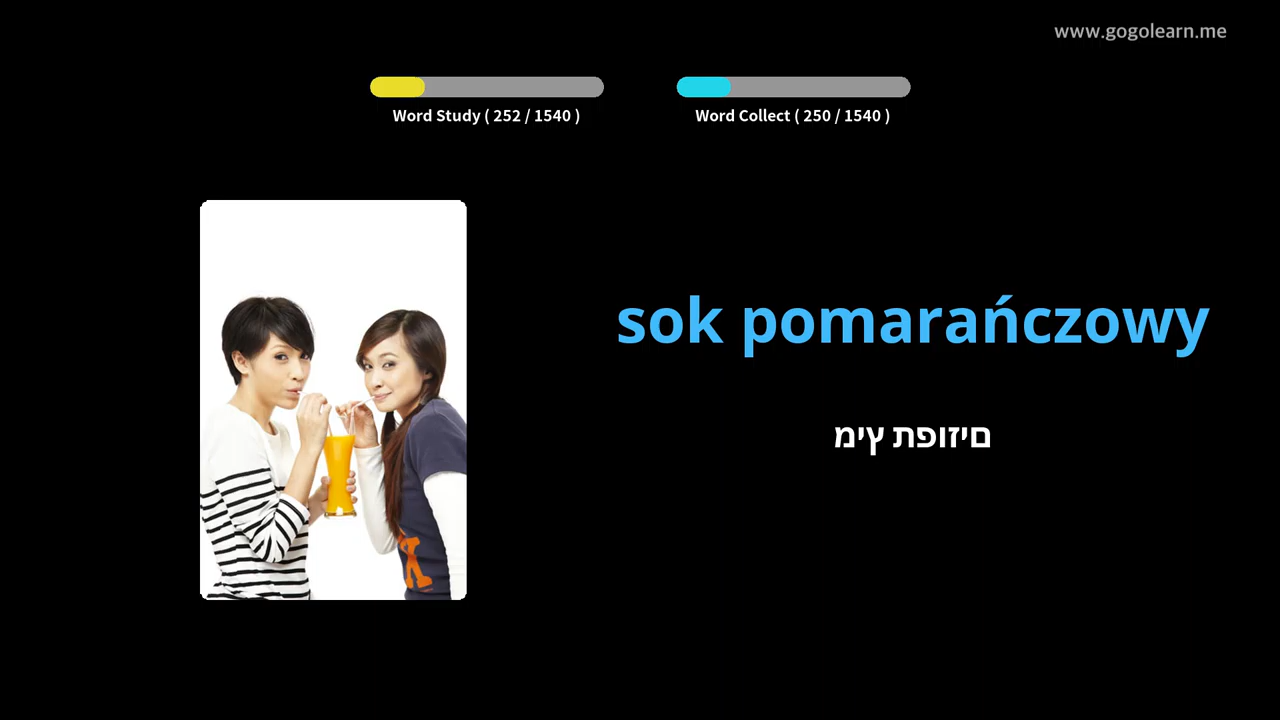 www.gogolearn.me
Word Study ( 252 / 1540 )
Word Collect ( 250 / 1540 )
sok pomarańczowy
םיזופת ץימ